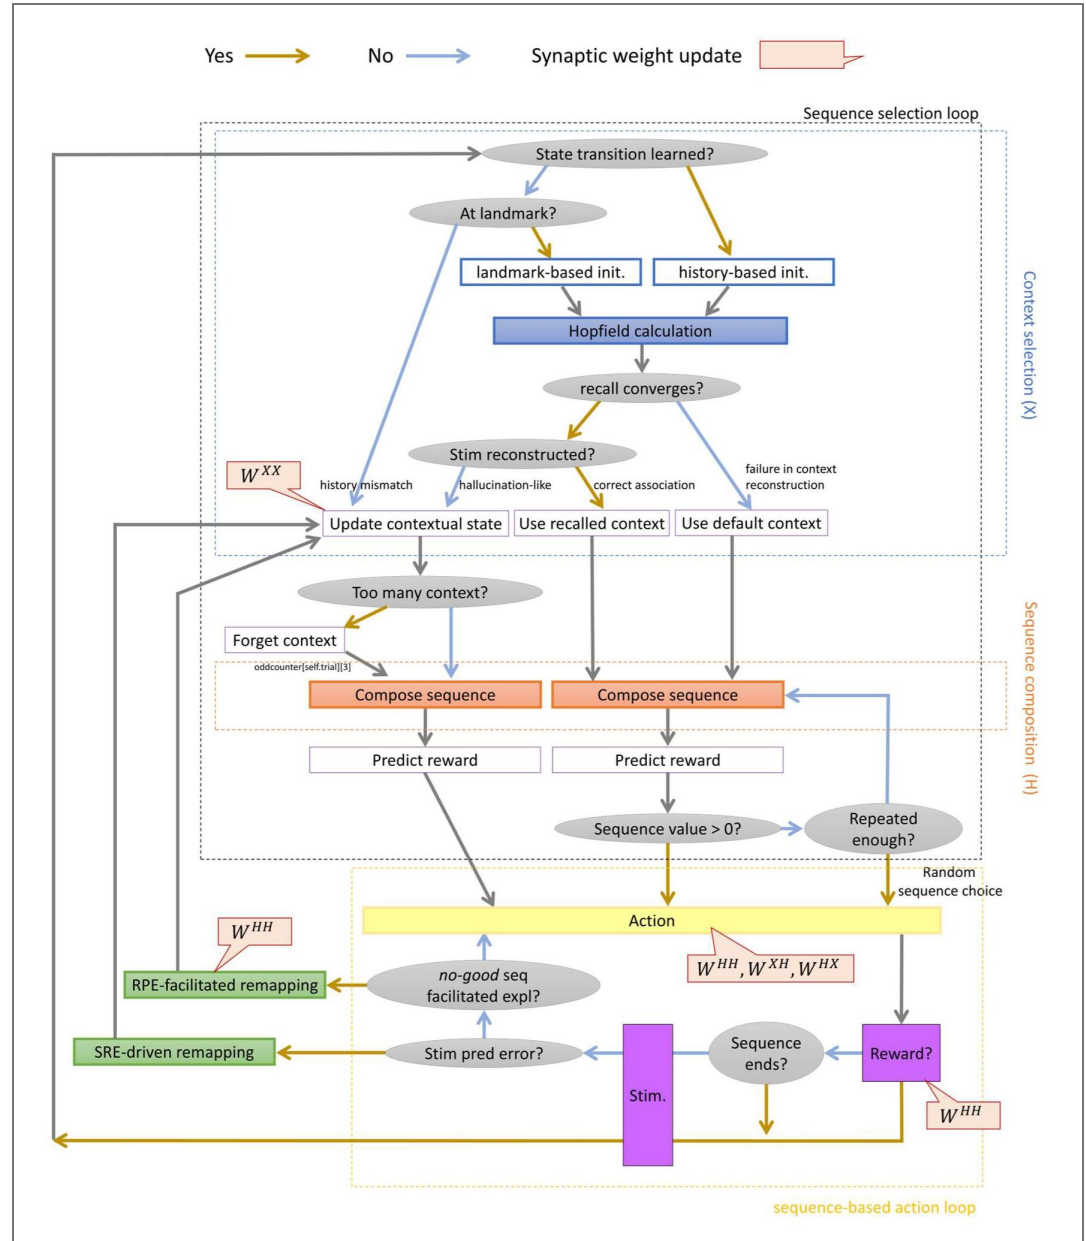 Yes
No
Synaptic weight update
Sequence selection loop
State transition learned?
At landmark?
landmark-based init.
history-based init.
Hopfield calculation
Context selection (X)
recall converges?
Stim reconstructed?
W^{XX}
history mismatch
hallucination-like
correct association
failure in context
reconstruction
Update contextual state
Use recalled context
Use default context
Too many context?
Forget context
oddcounter[self.trial][3]
Sequence composition (H)
Compose sequence
Compose sequence
Predict reward
Predict reward
Sequence value > 0?
Repeated
enough?
Random
sequence choice
Action
W^{HH}
W^{HH}, W^{XH}, W^{HX}
no-good seq
facilitated expl?
RPE-facilitated remapping
SRE-driven remapping
Stim pred error?
Stim.
Sequence
ends?
Reward?
W^{HH}
sequence-based action loop